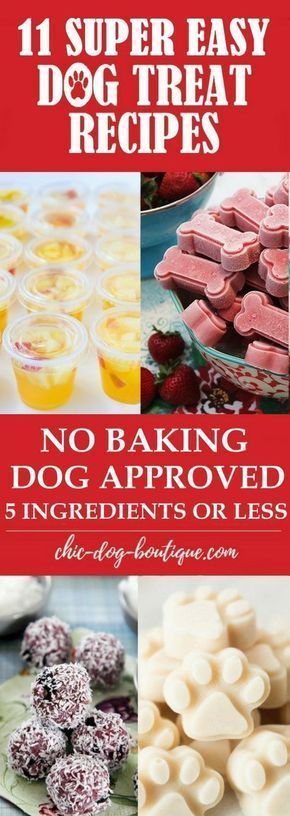 11 SUPER EASY
DOG TREAT
RECIPES
NO BAKING
DOG APPROVED
5 INGREDIENTS OR LESS
chic-dog-boutique.com